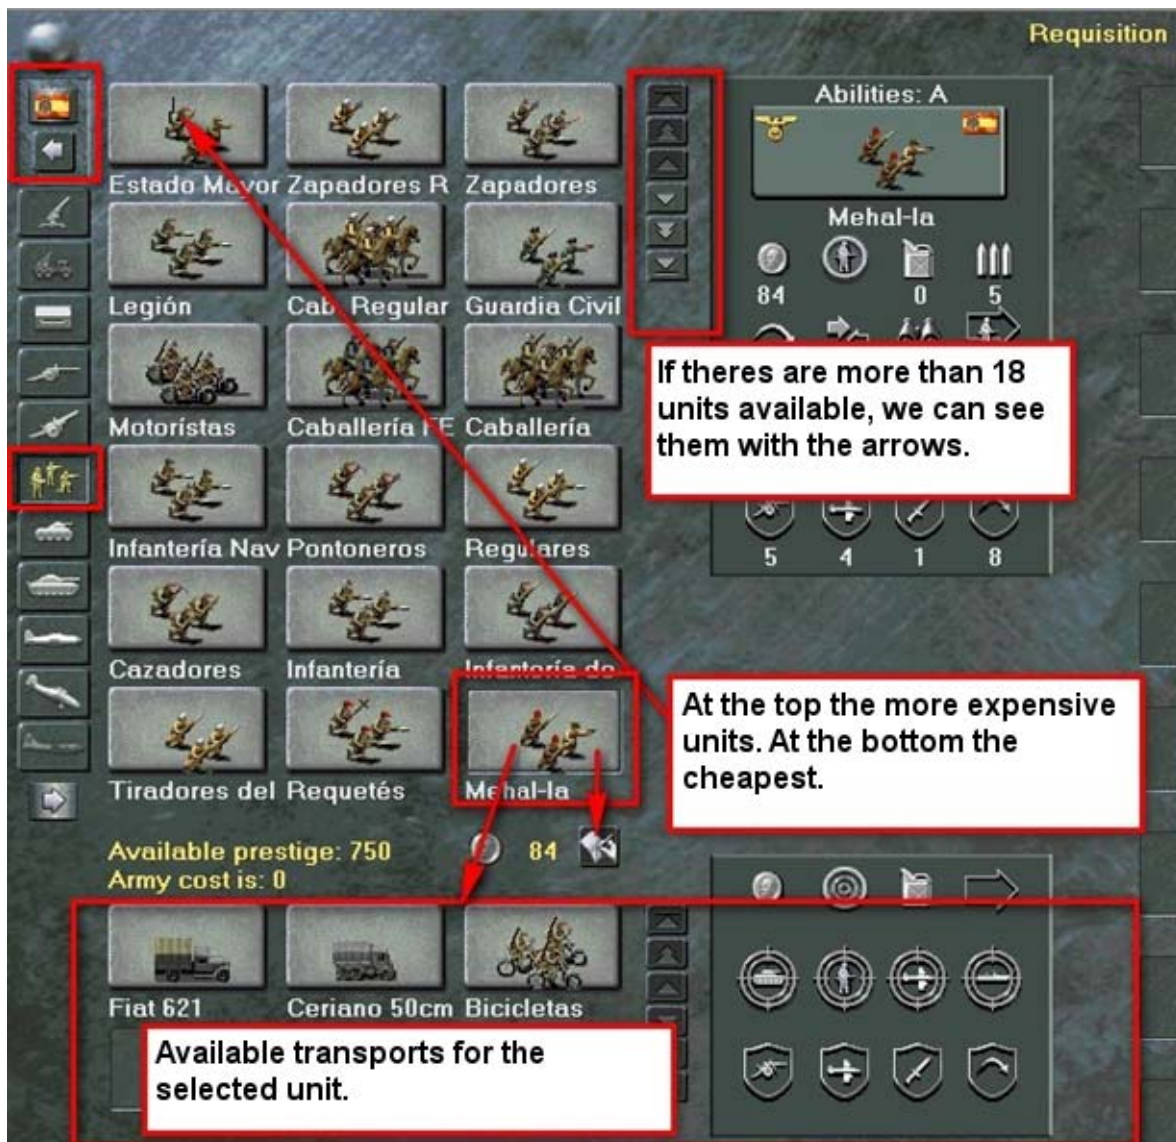 Requisition
Abilities: A
Estado Mayor Zapadores R Zapadores
Mehal-la
84 0 5
Legión Cab. Regular Guardia Civil
If theres are more than 18
units available, we can see
them with the arrows.
Motorístas Caballería FE Caballería
Infantería Nav Pontoneros Regulares
5 4 1 8
Cazadores Infantería Infantería do
At the top the more expensive
units. At the bottom the
cheapest.
Tiradores del Requetés Mehal-la
Available prestige: 750 84
Army cost is: 0
Fiat 621 Ceriano 50cm Bicicletas
Available transports for the
selected unit.